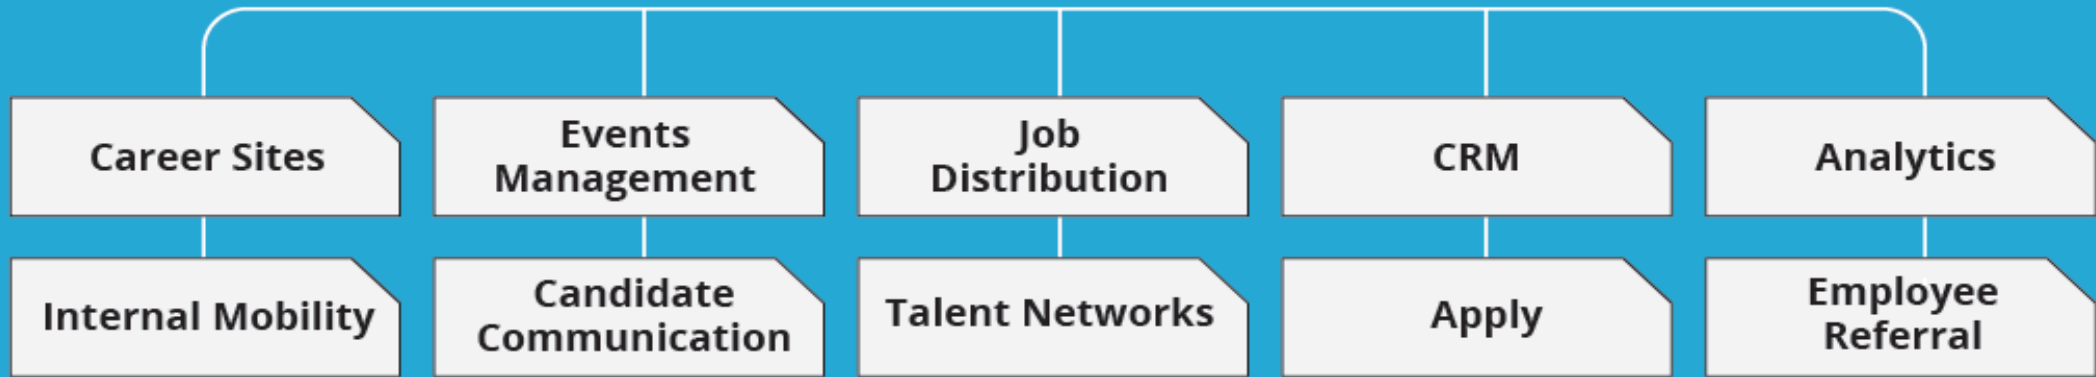 Career Sites
Events
Management
Job
Distribution
CRM
Analytics
Internal Mobility
Candidate
Communication
Talent Networks
Apply
Employee
Referral